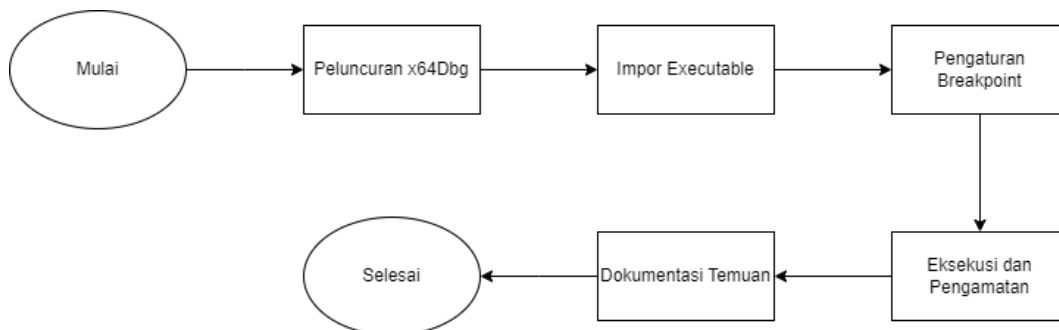 Mulai
Peluncuran x64Dbg
Impor Executable
Pengaturan
Breakpoint
Eksekusi dan
Pengamatan
Dokumentasi Temuan
Selesai